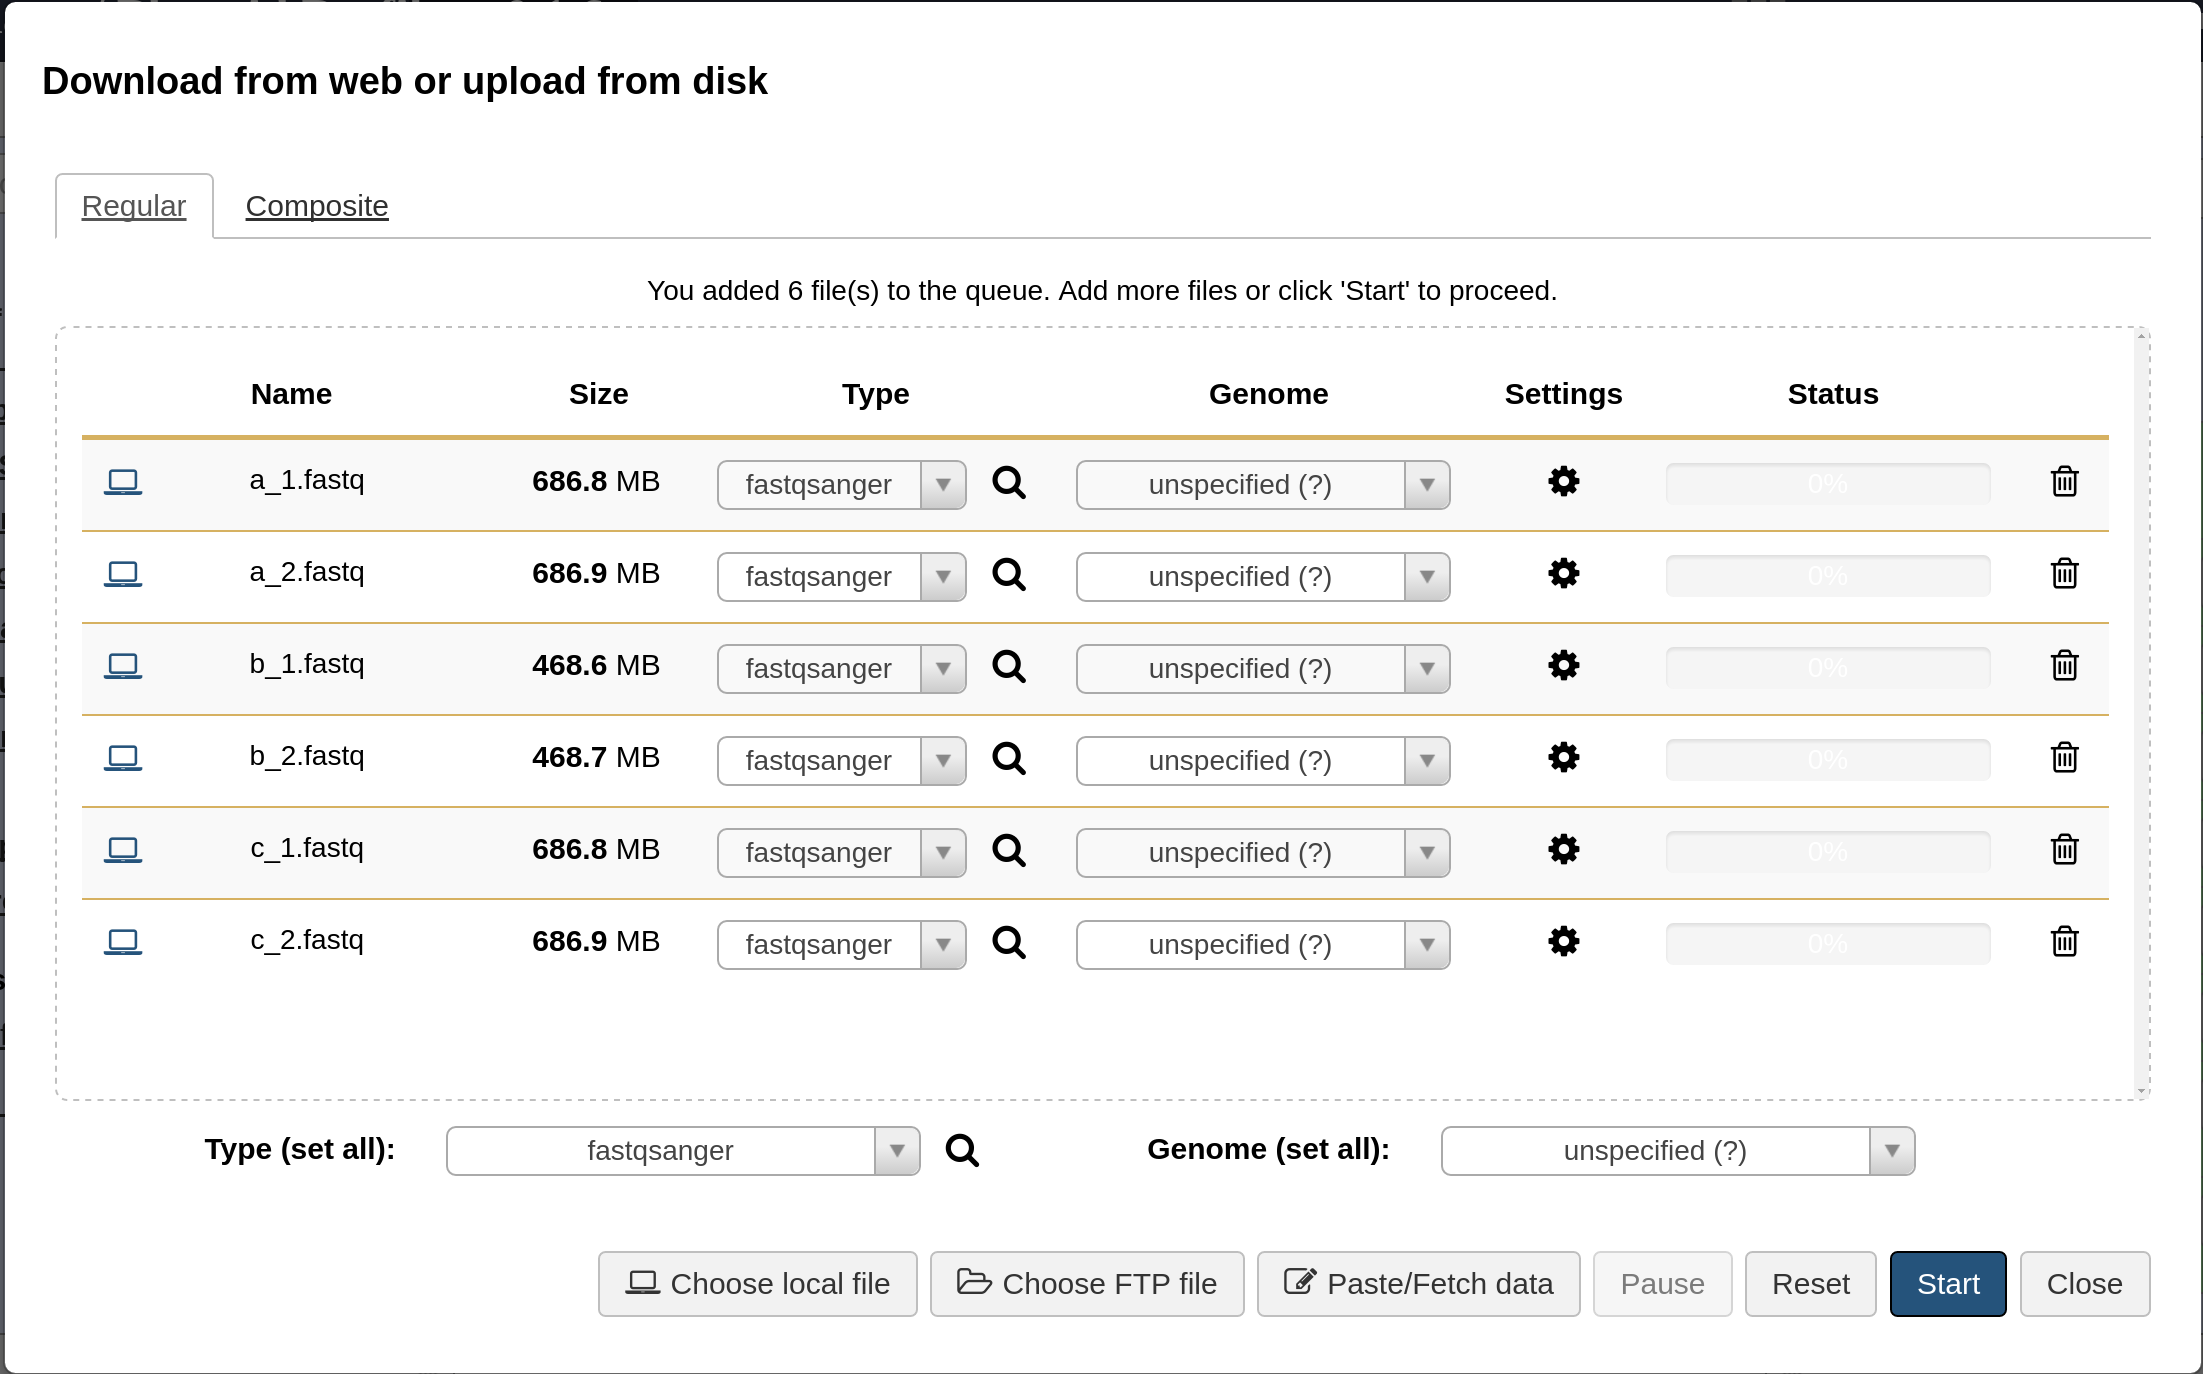 Download from web or upload from disk
Regular Composite
You added 6 file(s) to the queue. Add more files or click 'Start' to proceed.
Name Size Type Genome Settings Status
a_1.fastq 686.8 MB fastqsanger unspecified (?) 0%
a_2.fastq 686.9 MB fastqsanger unspecified (?) 0%
b_1.fastq 468.6 MB fastqsanger unspecified (?) 0%
b_2.fastq 468.7 MB fastqsanger unspecified (?) 0%
c_1.fastq 686.8 MB fastqsanger unspecified (?) 0%
c_2.fastq 686.9 MB fastqsanger unspecified (?) 0%
Type (set all): fastqsanger Genome (set all): unspecified (?)
Choose local file Choose FTP file Paste/Fetch data Pause Reset Start Close